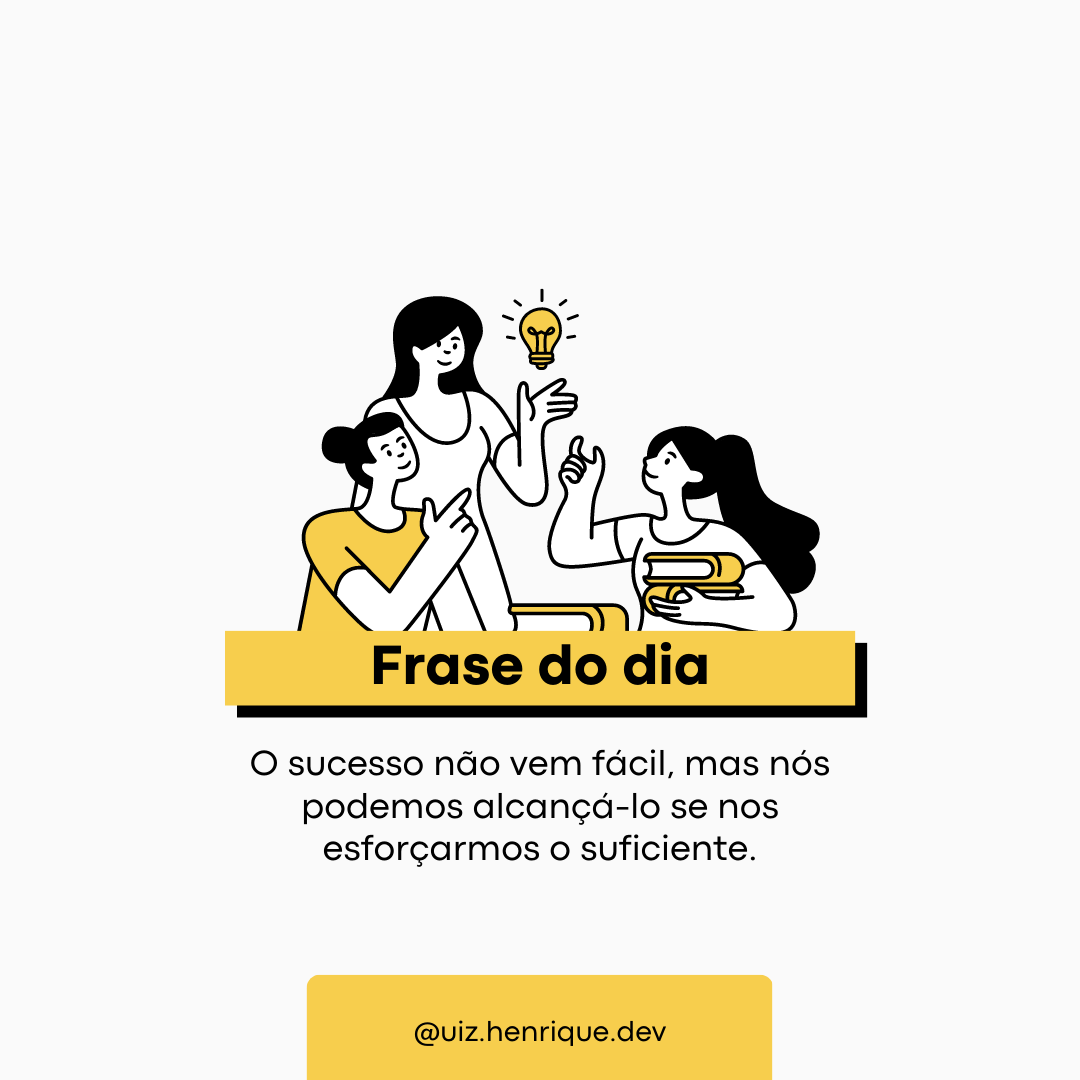 Frase do dia
O sucesso não vem fácil, mas nós
podemos alcançá-lo se nos
esforçarmos o suficiente.
@uiz.henrique.dev